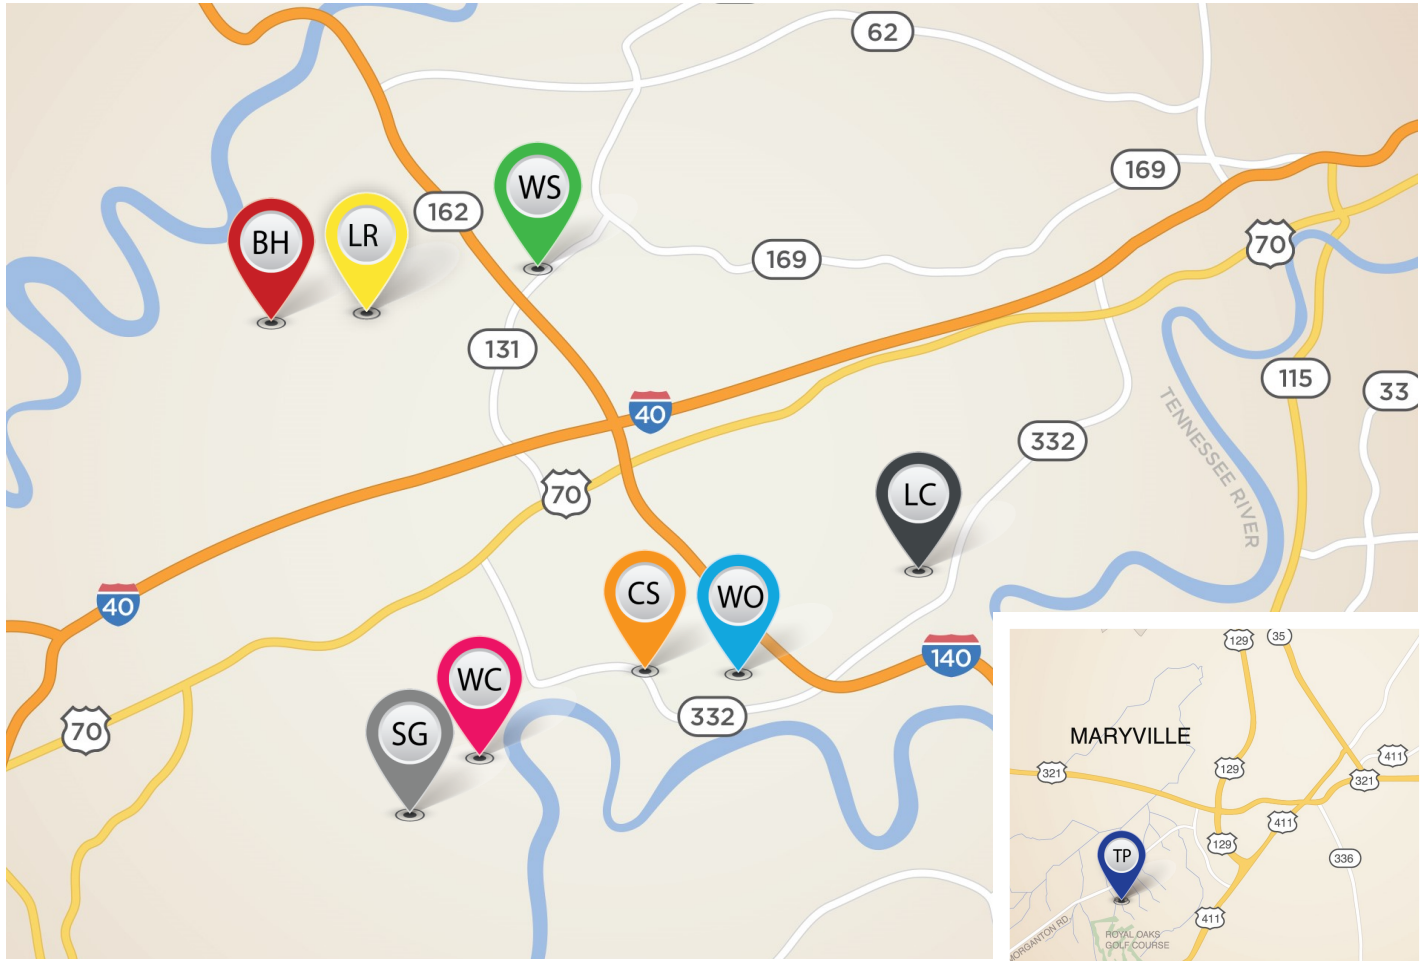 62
169
162
WS
BH
LR
70
169
131
115
33
40
TENNESSEE RIVER
332
70
LC
40
CS
WO
140
WC
332
70
SG
129
35
MARYVILLE
411
321
129
321
411
129
TP
336
411
MORGANTON RD.
ROYAL OAKS
GOLF COURSE